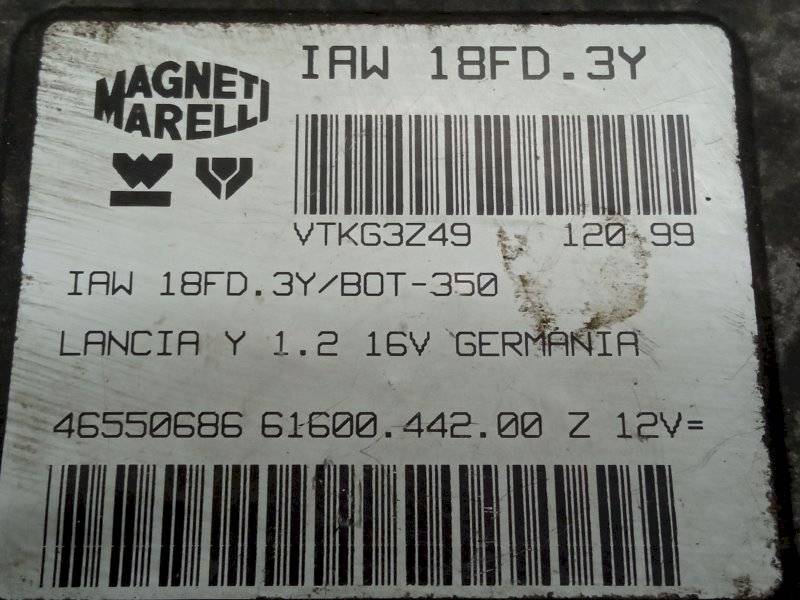 MAGNETI
MARELLI
IAW 18FD.3Y
VTKG3Z49 120 99
IAW 18FD.3Y/BOT-350
LANCIA Y 1.2 16V GERMANIA
46550686 61600.442.00 Z 12V=